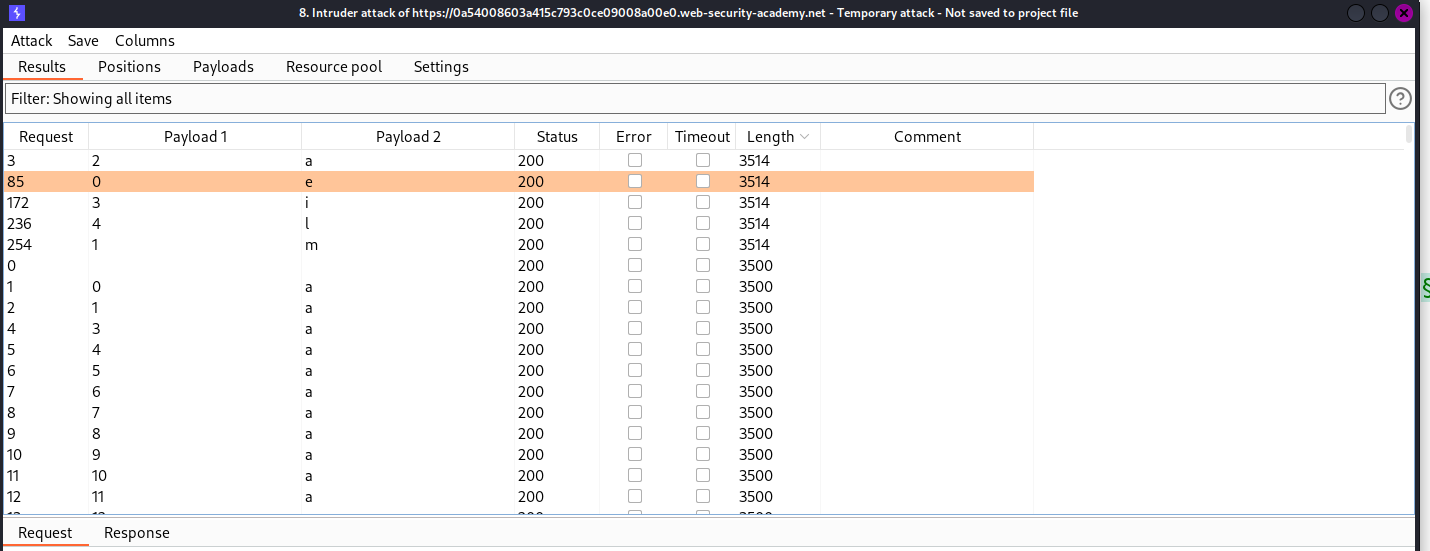 8. Intruder attack of https://0a54008603a415c793c0ce09008a00e0.web-security-academy.net - Temporary attack - Not saved to project file
Attack Save Columns
Results Positions Payloads Resource pool Settings
Filter: Showing all items ?
Request Payload 1 Payload 2 Status Error Timeout Length Comment
3 2 a 200 3514
85 0 e 200 3514
172 3 i 200 3514
236 4 l 200 3514
254 1 m 200 3514
0 200 3500
1 0 a 200 3500
2 1 a 200 3500
4 3 a 200 3500
5 4 a 200 3500
6 5 a 200 3500
7 6 a 200 3500
8 7 a 200 3500
9 8 a 200 3500
10 9 a 200 3500
11 10 a 200 3500
12 11 a 200 3500
Request Response
§